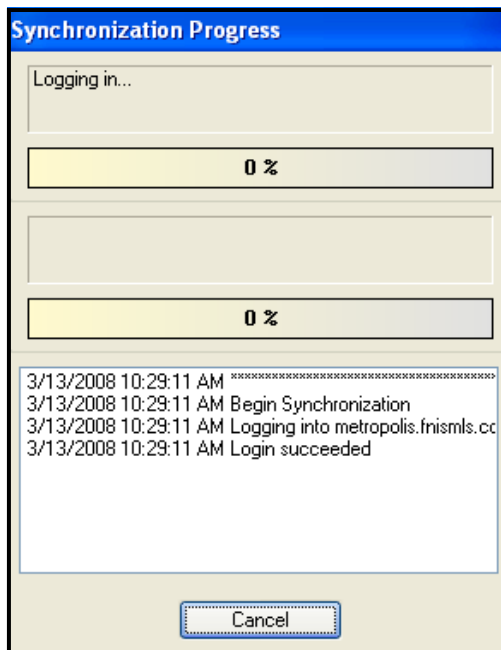 Synchronization Progress
Logging in...
0 %
0 %
3/13/2008 10:29:11 AM ****************************************
3/13/2008 10:29:11 AM Begin Synchronization
3/13/2008 10:29:11 AM Logging into metropolis.fnismls.cc
3/13/2008 10:29:11 AM Login succeeded
Cancel